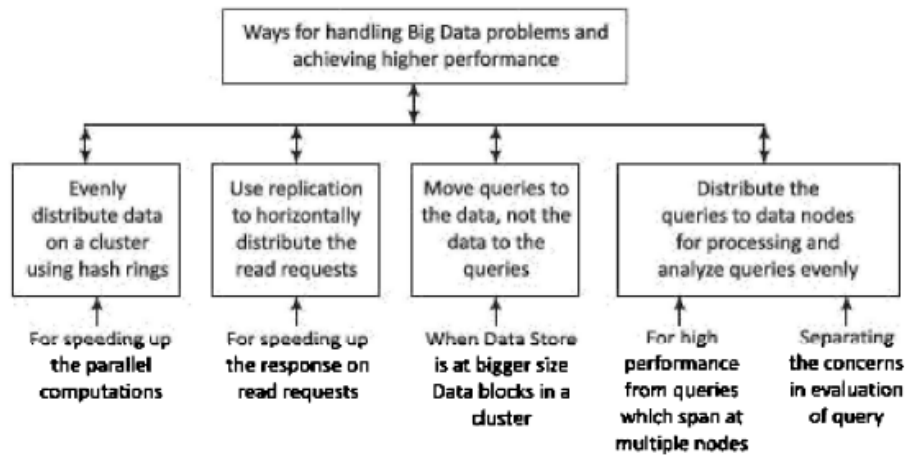 Ways for handling Big Data problems and
achieving higher performance
Evenly
distribute data
on a cluster
using hash rings
Use replication
to horizontally
distribute the
read requests
Move queries to
the data, not the
data to the
queries
Distribute the
queries to data nodes
for processing and
analyze queries evenly
For speeding up
the parallel
computations
For speeding up
the response on
read requests
When Data Store
is at bigger size
Data blocks in a
cluster
For high
performance
from queries
which span at
multiple nodes
Separating
the concerns
in evaluation
of query